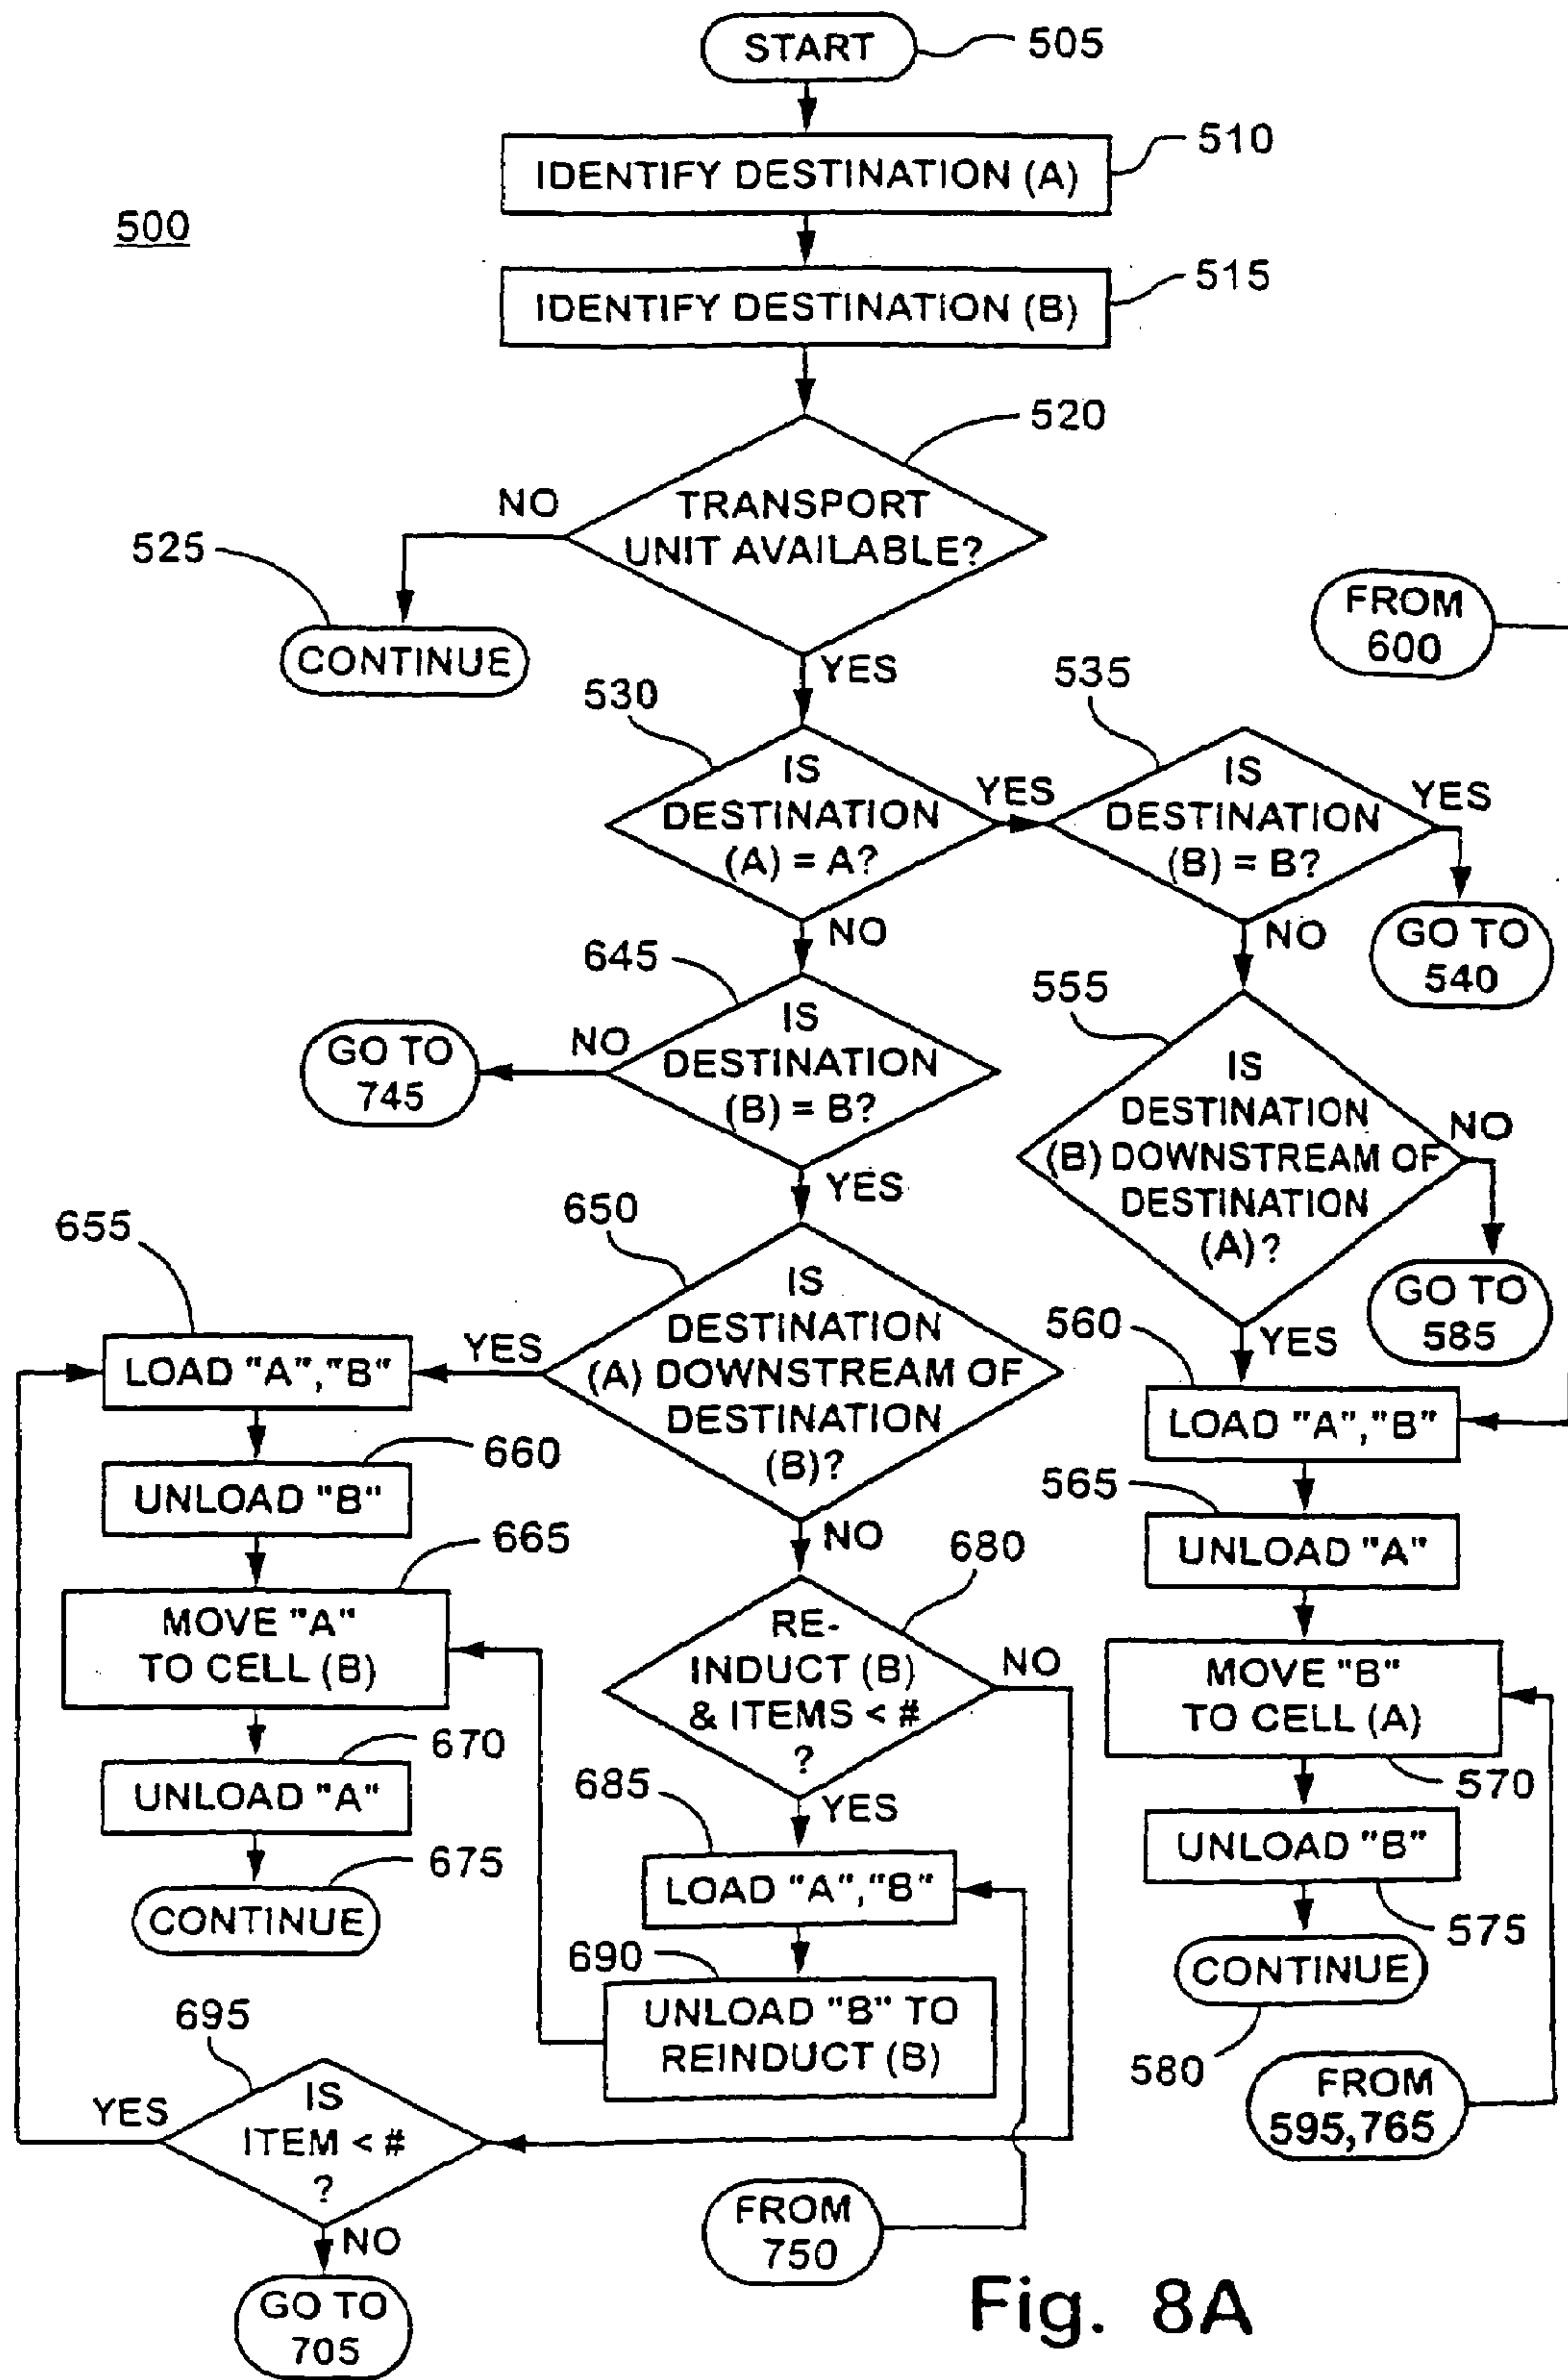 START
505
IDENTIFY DESTINATION (A)
510
500
IDENTIFY DESTINATION (B)
515
520
TRANSPORT
UNIT AVAILABLE?
NO
525
CONTINUE
YES
FROM
600
530
IS
DESTINATION
(A) = A?
YES
535
IS
DESTINATION
(B) = B?
YES
GO TO
540
NO
NO
645
IS
DESTINATION
(B) = B?
NO
GO TO
745
YES
555
IS
DESTINATION
(B) DOWNSTREAM OF
DESTINATION
(A)?
NO
GO TO
585
YES
650
IS
DESTINATION
(A) DOWNSTREAM OF
DESTINATION
(B)?
YES
NO
655
LOAD "A","B"
660
UNLOAD "B"
665
MOVE "A"
TO CELL (B)
670
UNLOAD "A"
675
CONTINUE
560
LOAD "A","B"
565
UNLOAD "A"
MOVE "B"
TO CELL (A)
570
UNLOAD "B"
575
CONTINUE
580
FROM
595,765
680
RE-
INDUCT (B)
& ITEMS < #
?
NO
YES
685
LOAD "A","B"
690
UNLOAD "B" TO
REINDUCT (B)
695
IS
ITEM < #
?
YES
NO
GO TO
705
FROM
750
Fig. 8A